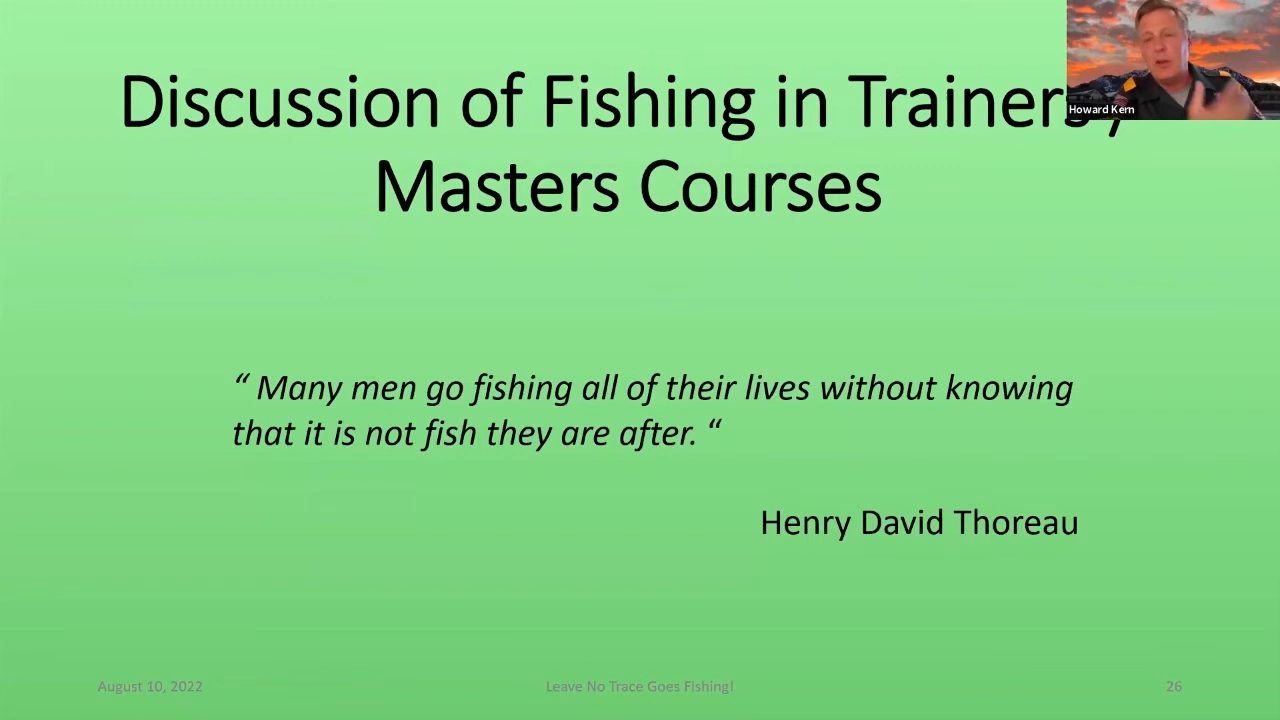 Discussion of Fishing in Trainers /
Masters Courses
Howard Kern
“ Many men go fishing all of their lives without knowing
that it is not fish they are after. “
Henry David Thoreau
August 10, 2022
Leave No Trace Goes Fishing!
26